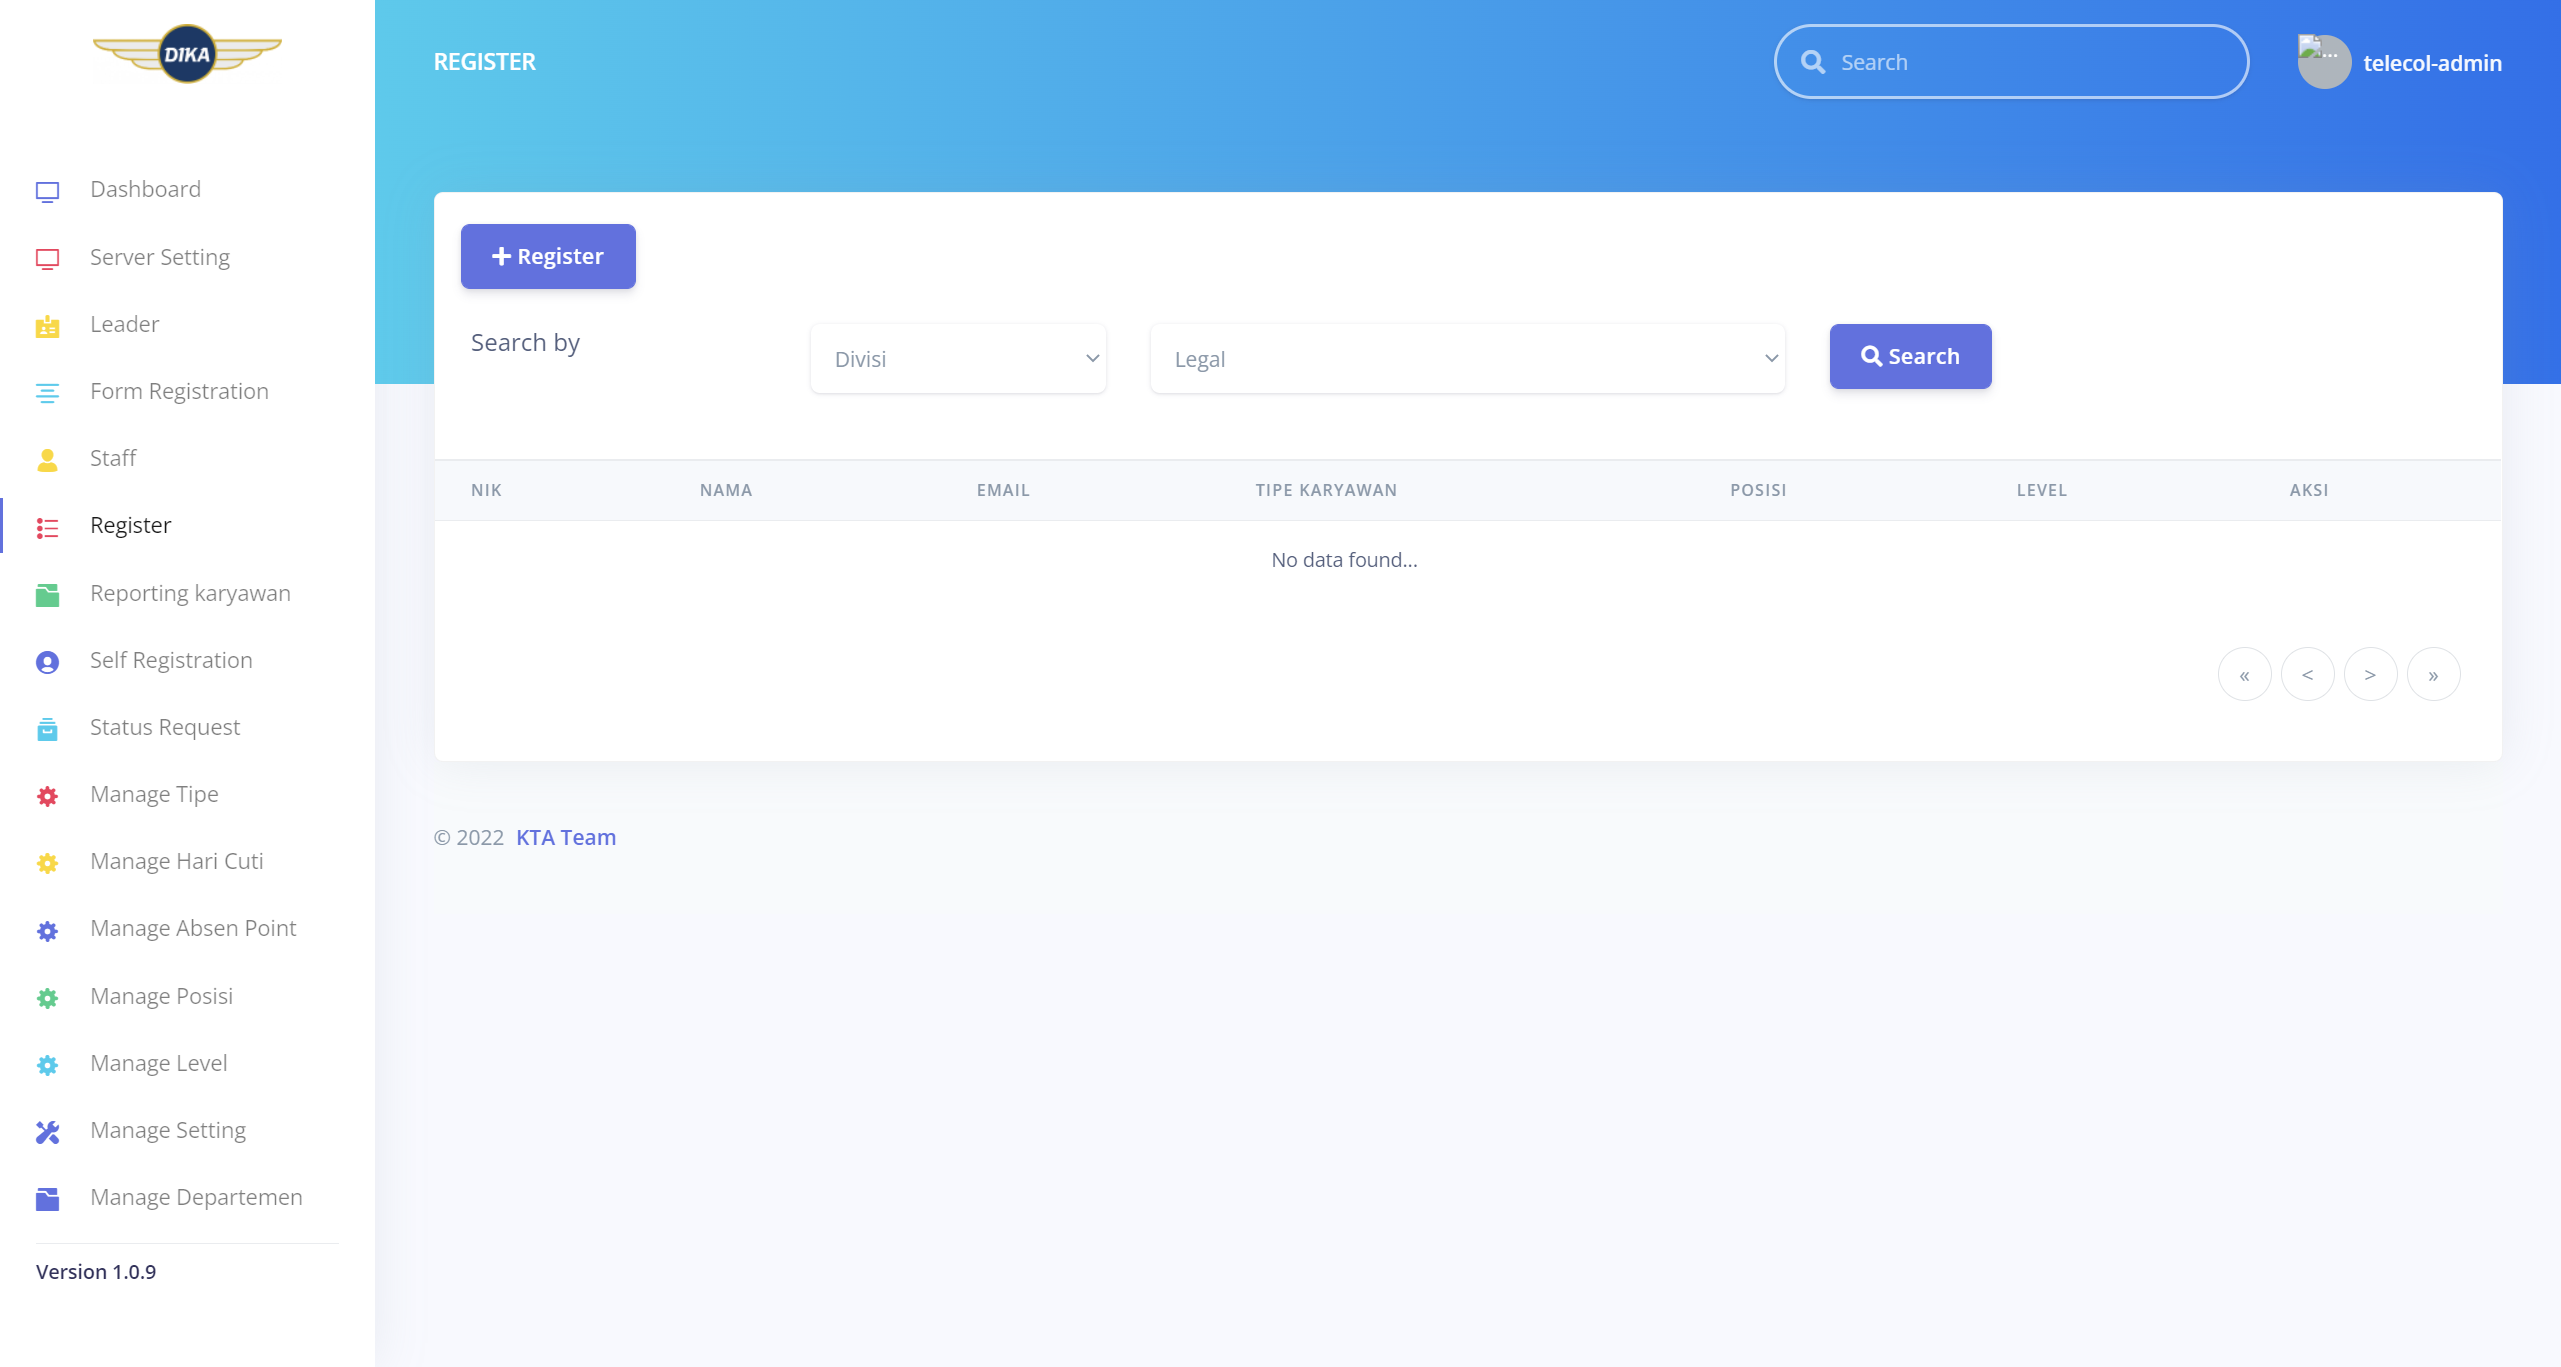 DIKA
REGISTER
Search
telecol-admin
Dashboard
Server Setting
Leader
Form Registration
Staff
Register
Reporting karyawan
Self Registration
Status Request
Manage Tipe
Manage Hari Cuti
Manage Absen Point
Manage Posisi
Manage Level
Manage Setting
Manage Departemen
Version 1.0.9
+ Register
Search by
Divisi
Legal
Search
NIK NAMA EMAIL TIPE KARYAWAN POSISI LEVEL AKSI
No data found...
« < > »
© 2022 KTA Team